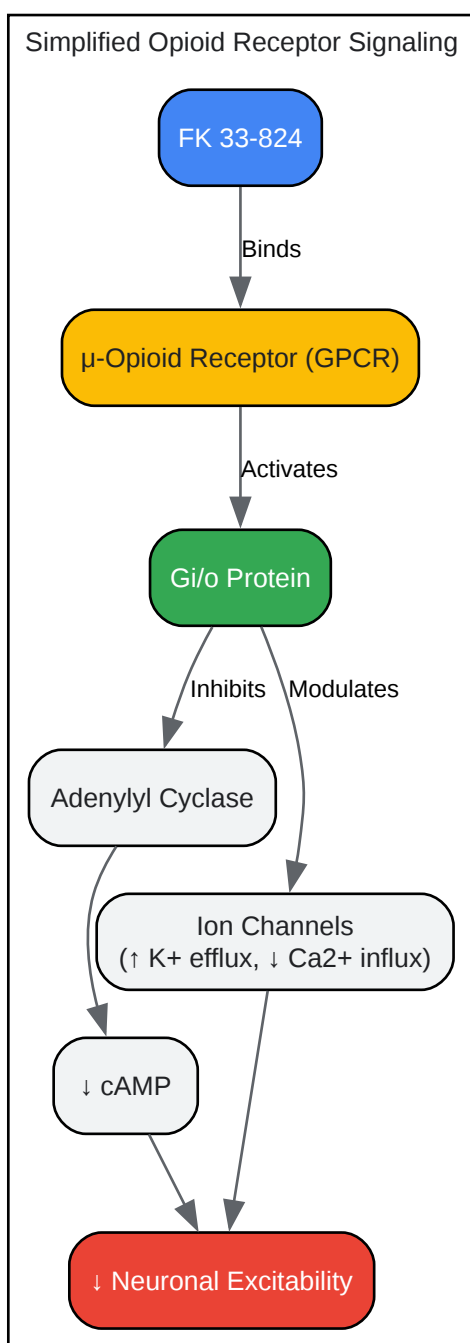 Simplified Opioid Receptor Signaling
FK 33-824
Binds
μ-Opioid Receptor (GPCR)
Activates
Gi/o Protein
Inhibits
Modulates
Adenylyl Cyclase
Ion Channels
(↑ K+ efflux, ↓ Ca2+ influx)
↓ cAMP
↓ Neuronal Excitability